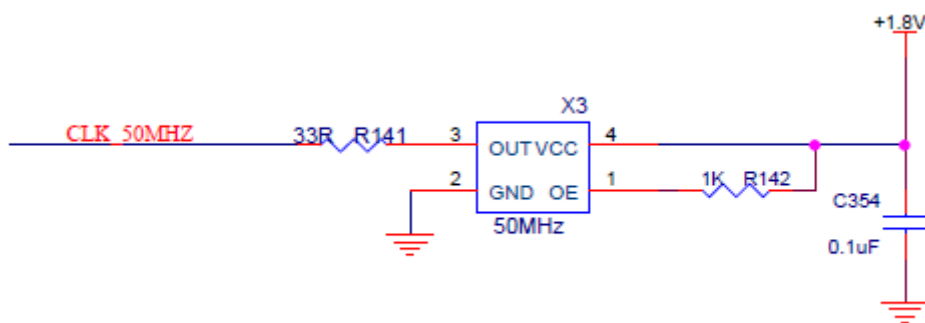 +1.8V
X3
CLK_50MHZ 33R R141 3 OUT VCC 4
2 GND OE 1 1K R142
50MHz
C354
0.1uF